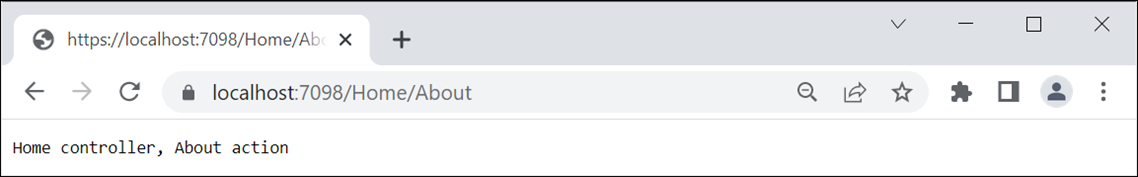 https://localhost:7098/Home/Abo
localhost:7098/Home/About
Home controller, About action